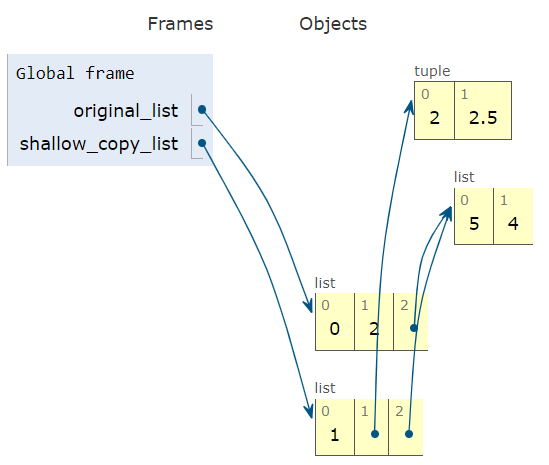 Frames Objects
Global frame
original_list
shallow_copy_list
tuple
0 1
2 2.5
list
0 1
5 4
list
0 1 2
0 2
list
0 1 2
1